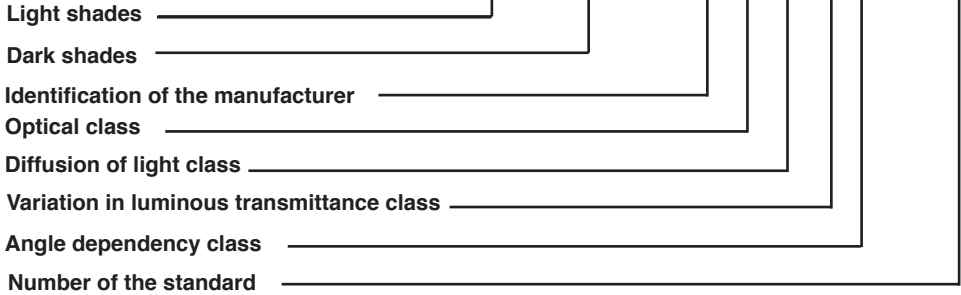 Light shades
Dark shades
Identification of the manufacturer
Optical class
Diffusion of light class
Variation in luminous transmittance class
Angle dependency class
Number of the standard